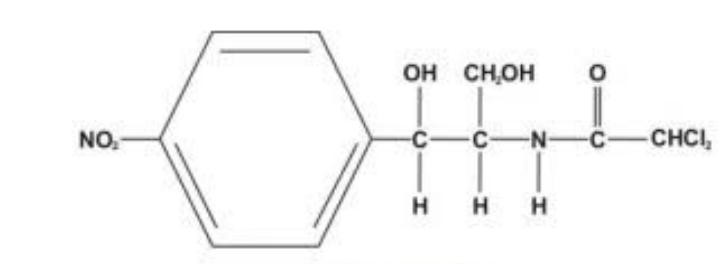 OH CH₂OH O
NO₂ C C N C CHCl₂
H H H